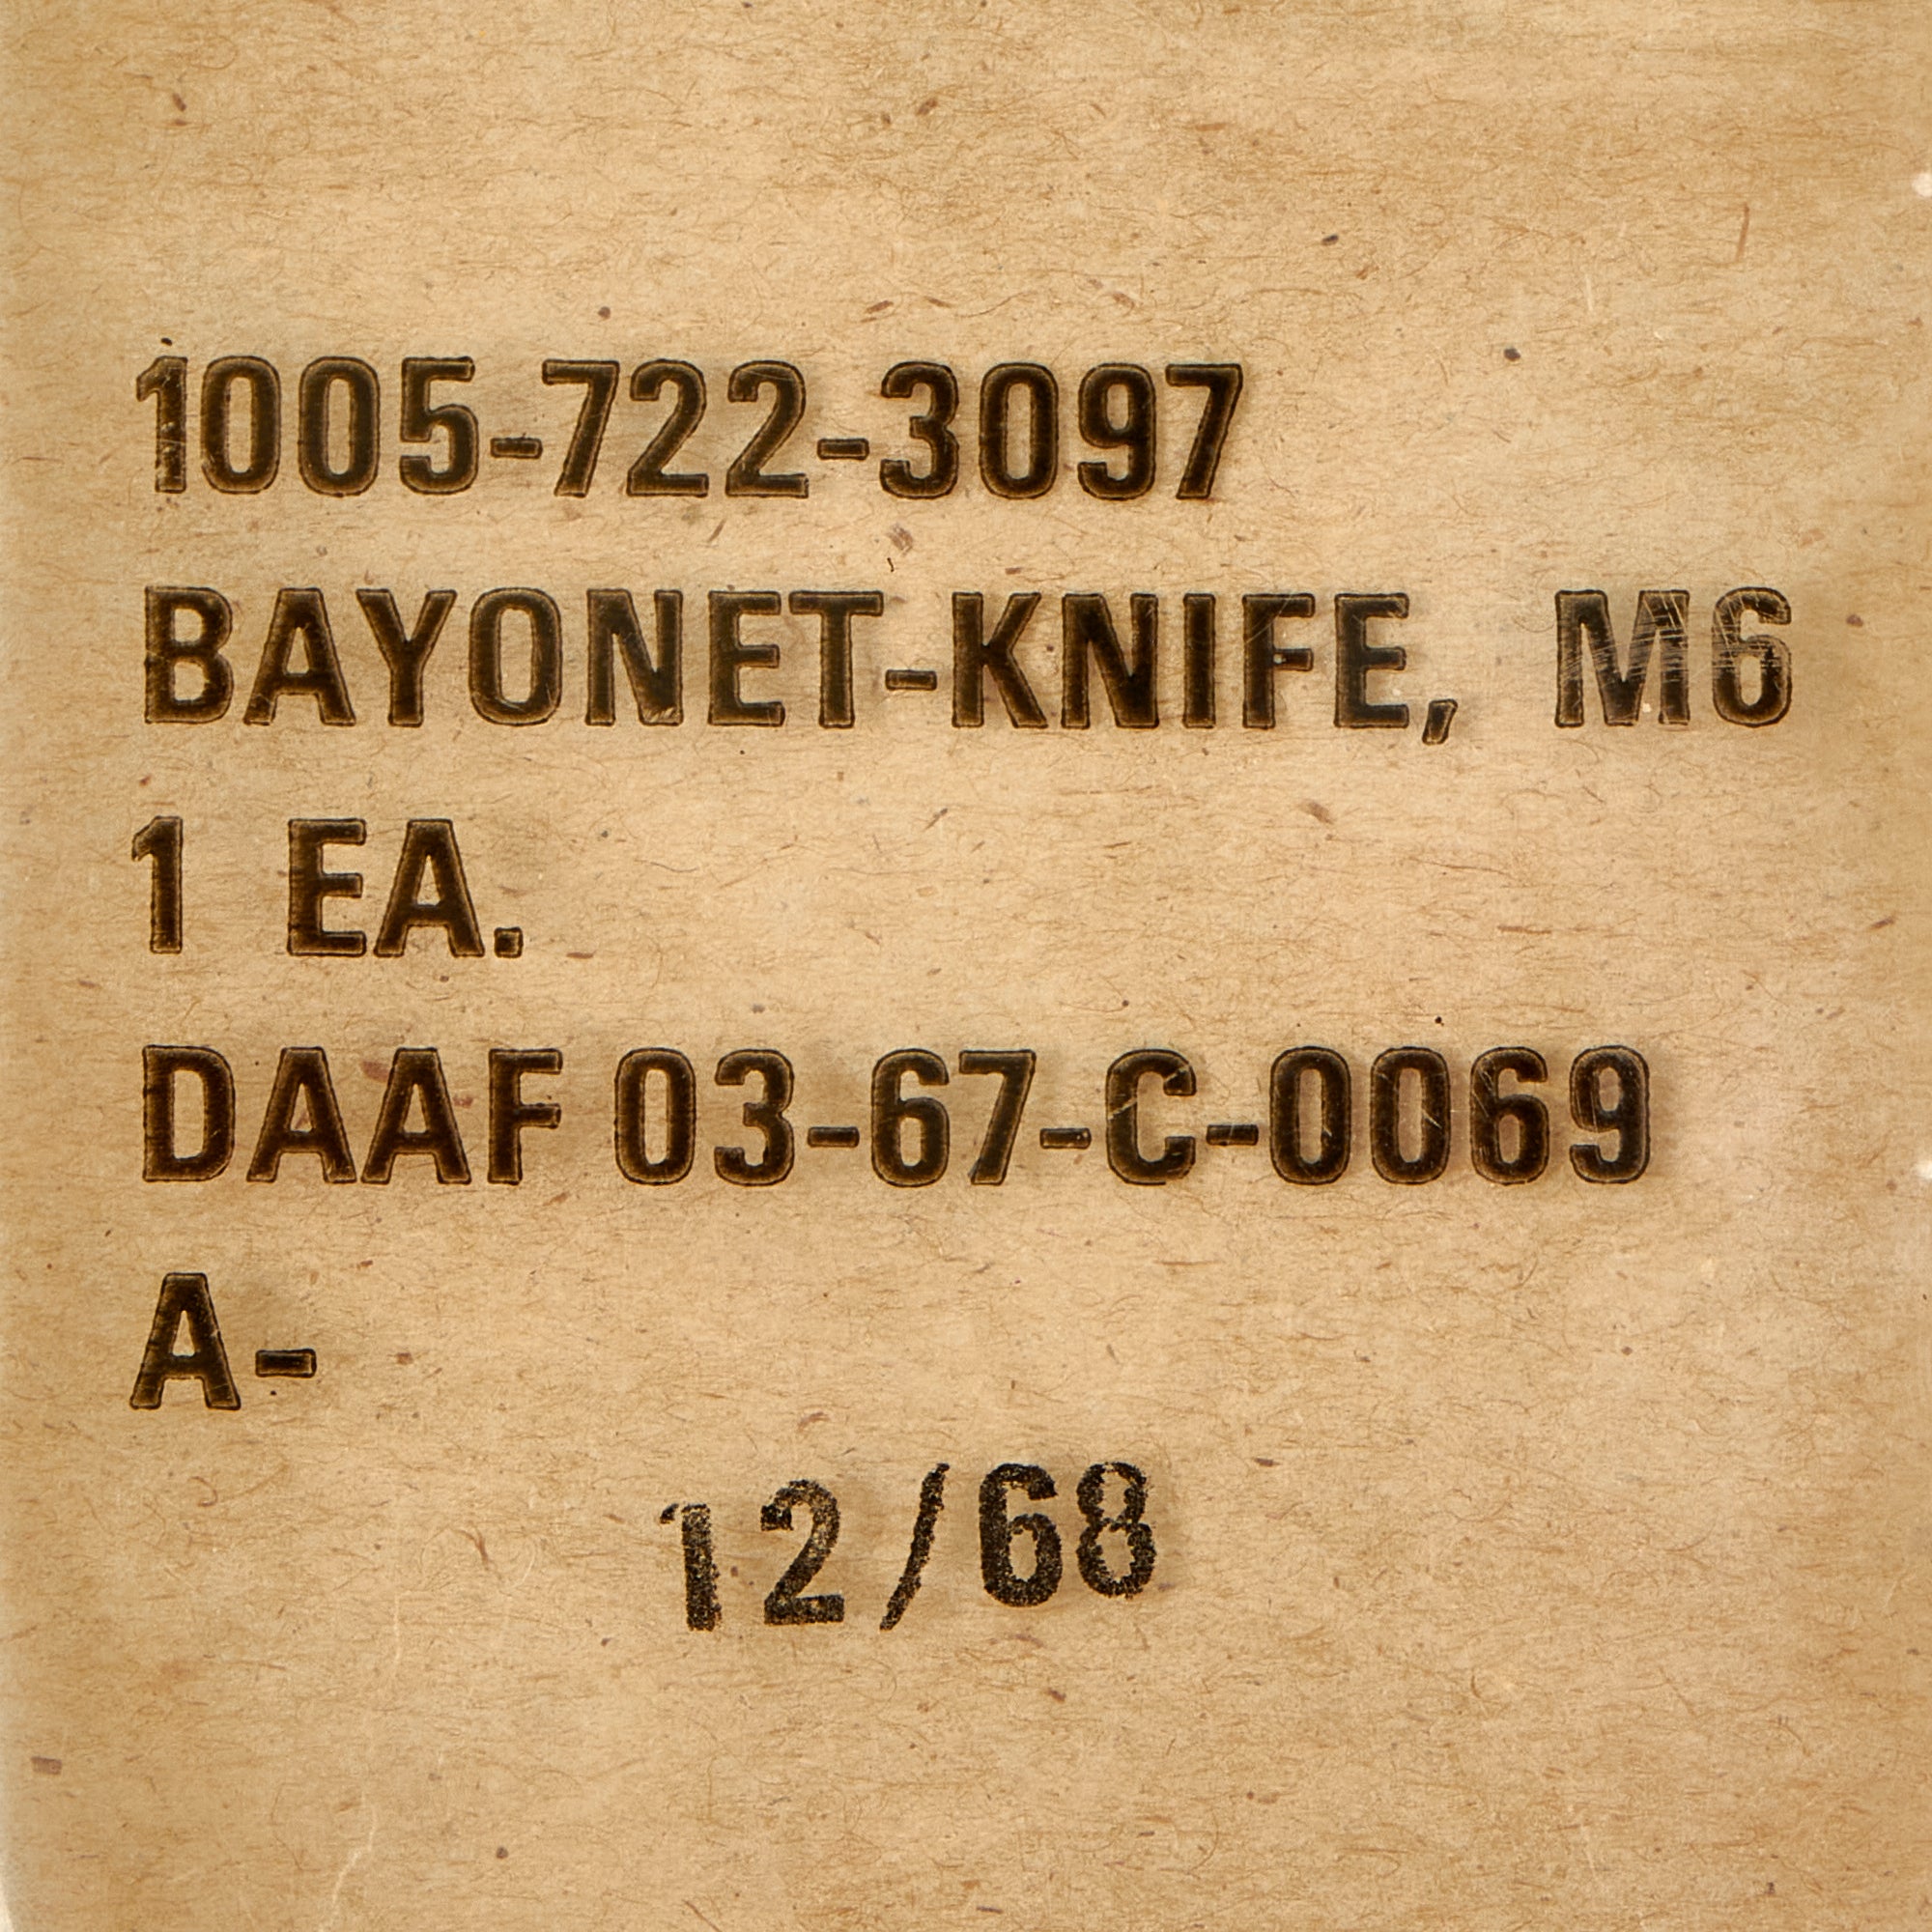 1005-722-3097
BAYONET-KNIFE, M6
1 EA.
DAAF 03-67-C-0069
A-
12/68